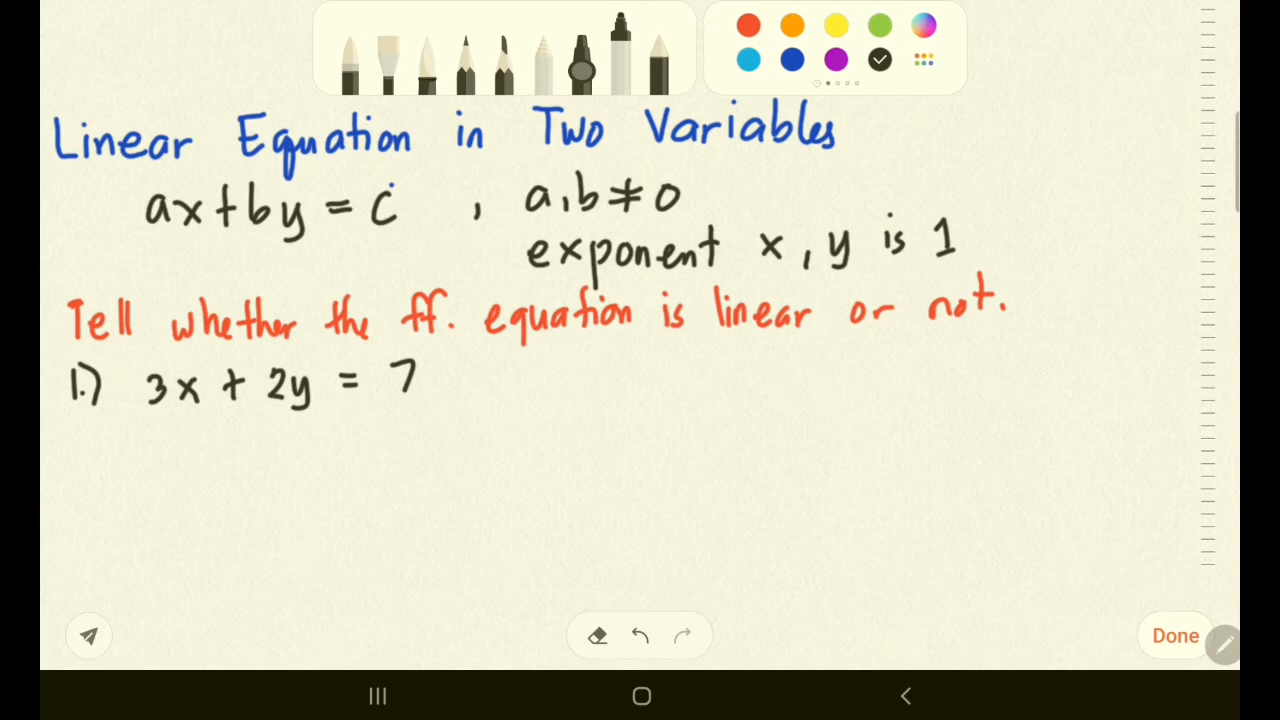 Linear Equation in Two Variables
ax + by = c , a, b ≠ 0
exponent x, y is 1
Tell whether the ff. equation is linear or not.
1.) 3x + 2y = 7
Done